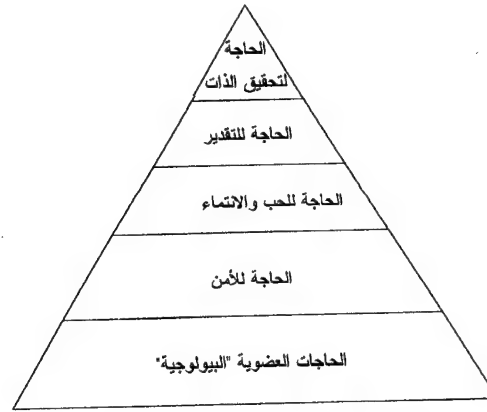 الحاجة
لتحقيق الذات
الحاجة للتقدير
الحاجة للحب والانتماء
الحاجة للأمن
الحاجات العضوية "البيولوجية"